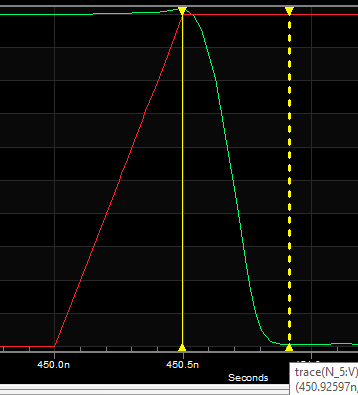 450.0n 450.5n
Seconds
trace(N_5:V)
(450.92597n,